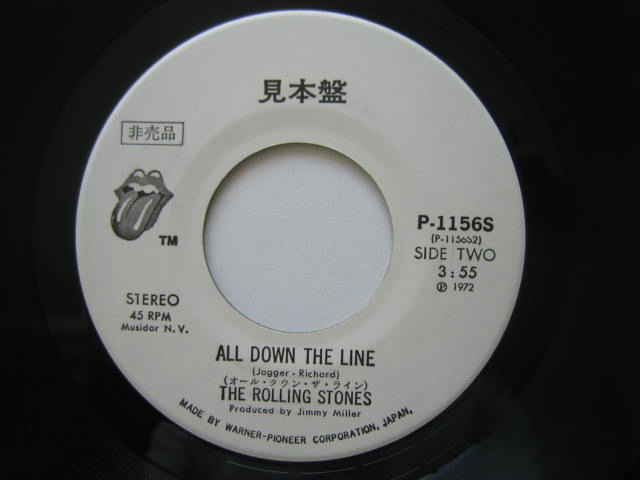 見本盤
非売品
TM
P-1156S
(P-1156S2)
SIDE TWO
3:55
Ⓟ 1972
STEREO
45 RPM
Musidor N.V.
ALL DOWN THE LINE
(Jagger-Richard)
(オール・タウン・ザ・ライン)
THE ROLLING STONES
Produced by Jimmy Miller
MADE BY WARNER-PIONEER CORPORATION, JAPAN.